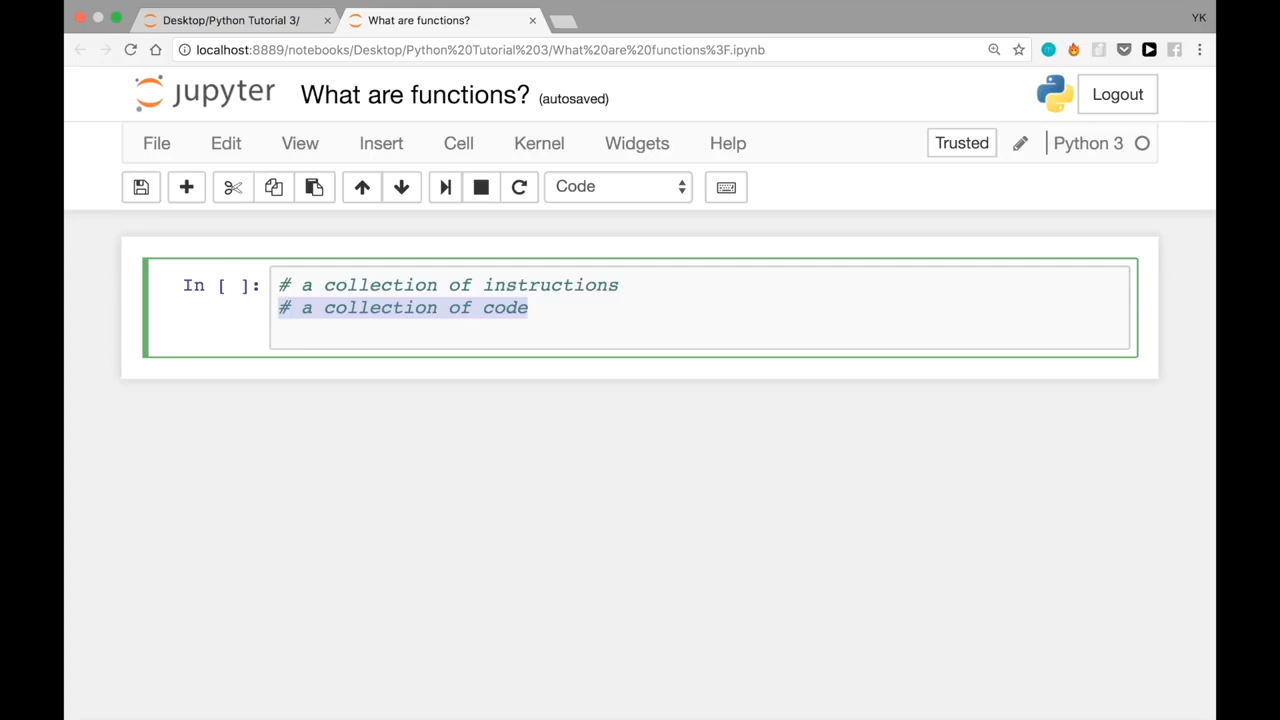 Desktop/Python Tutorial 3/ What are functions? YK
localhost:8889/notebooks/Desktop/Python%20Tutorial%203/What%20are%20functions%3F.ipynb
jupyter What are functions? (autosaved) Logout
File Edit View Insert Cell Kernel Widgets Help Trusted Python 3
Code
In [ ]: # a collection of instructions
# a collection of code